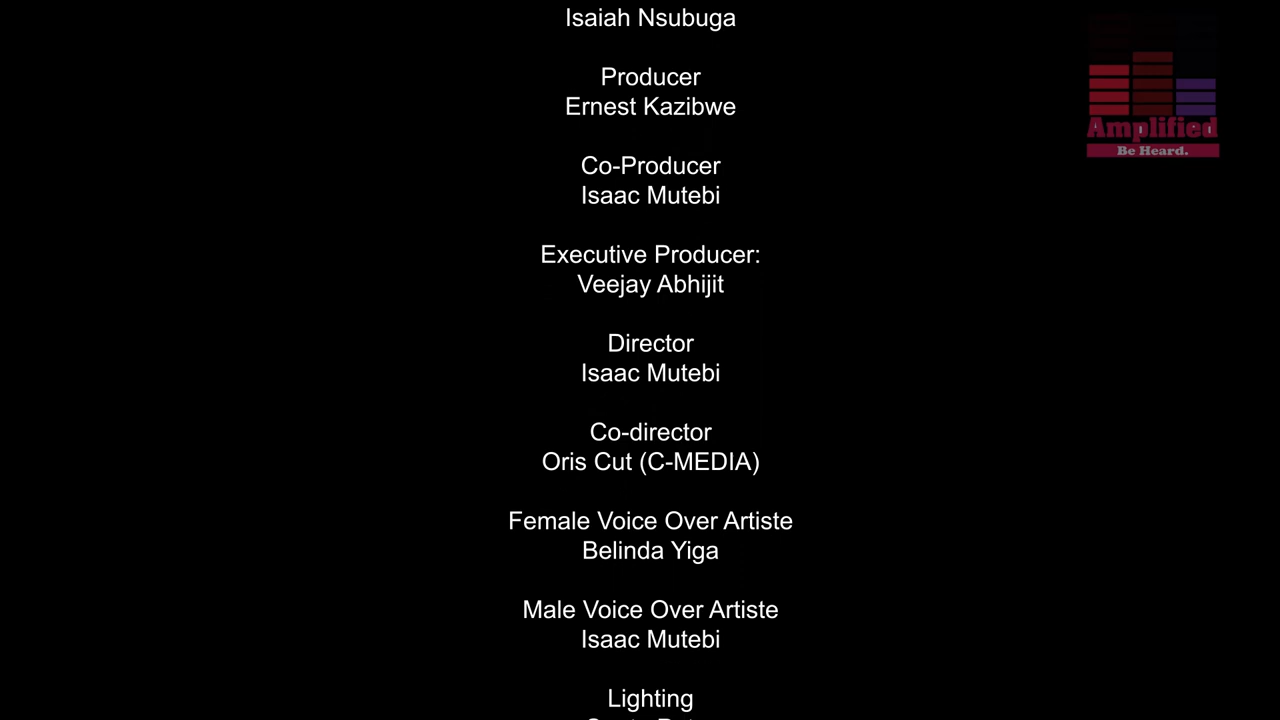 Isaiah Nsubuga
Producer
Ernest Kazibwe
Co-Producer
Isaac Mutebi
Executive Producer:
Veejay Abhijit
Director
Isaac Mutebi
Co-director
Oris Cut (C-MEDIA)
Female Voice Over Artiste
Belinda Yiga
Male Voice Over Artiste
Isaac Mutebi
Lighting
Amplified
Be Heard.